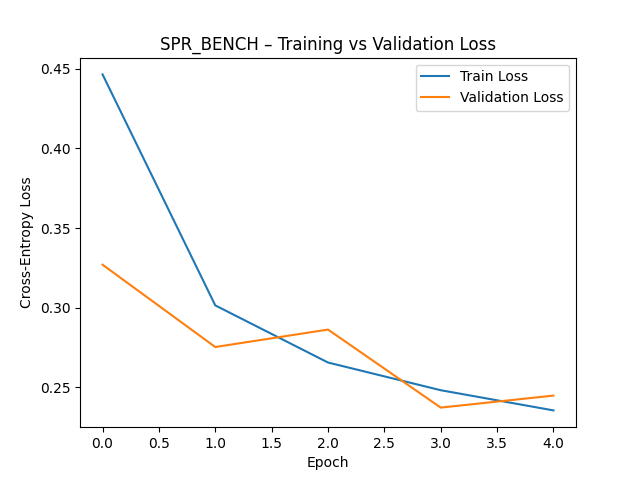 SPR_BENCH – Training vs Validation Loss
Train Loss
Validation Loss
Cross-Entropy Loss
0.45
0.40
0.35
0.30
0.25
0.0 0.5 1.0 1.5 2.0 2.5 3.0 3.5 4.0
Epoch